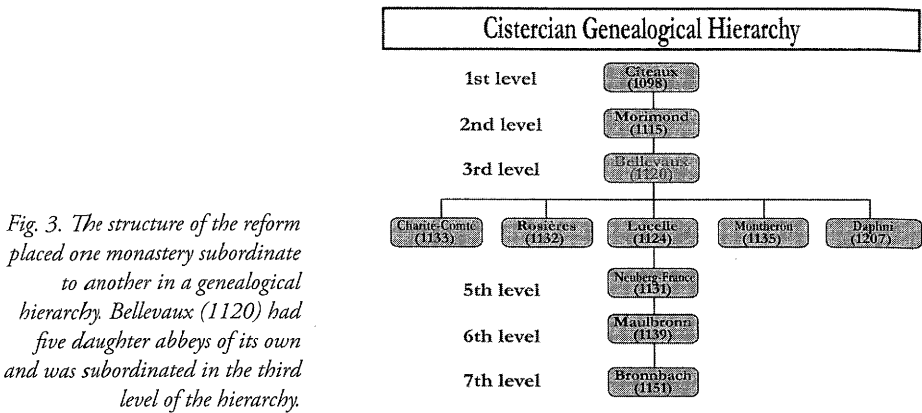 Cistercian Genealogical Hierarchy
1st level
Cîteaux
(1098)
2nd level
Morimond
(1115)
3rd level
Bellevaux
(1120)
Charité-Comté
(1133)
Rosières
(1132)
Lucelle
(1124)
Montheron
(1135)
Daphni
(1207)
5th level
Neuberg-France
(1131)
6th level
Maulbronn
(1139)
7th level
Bronnbach
(1151)
Fig. 3. The structure of the reform
placed one monastery subordinate
to another in a genealogical
hierarchy. Bellevaux (1120) had
five daughter abbeys of its own
and was subordinated in the third
level of the hierarchy.